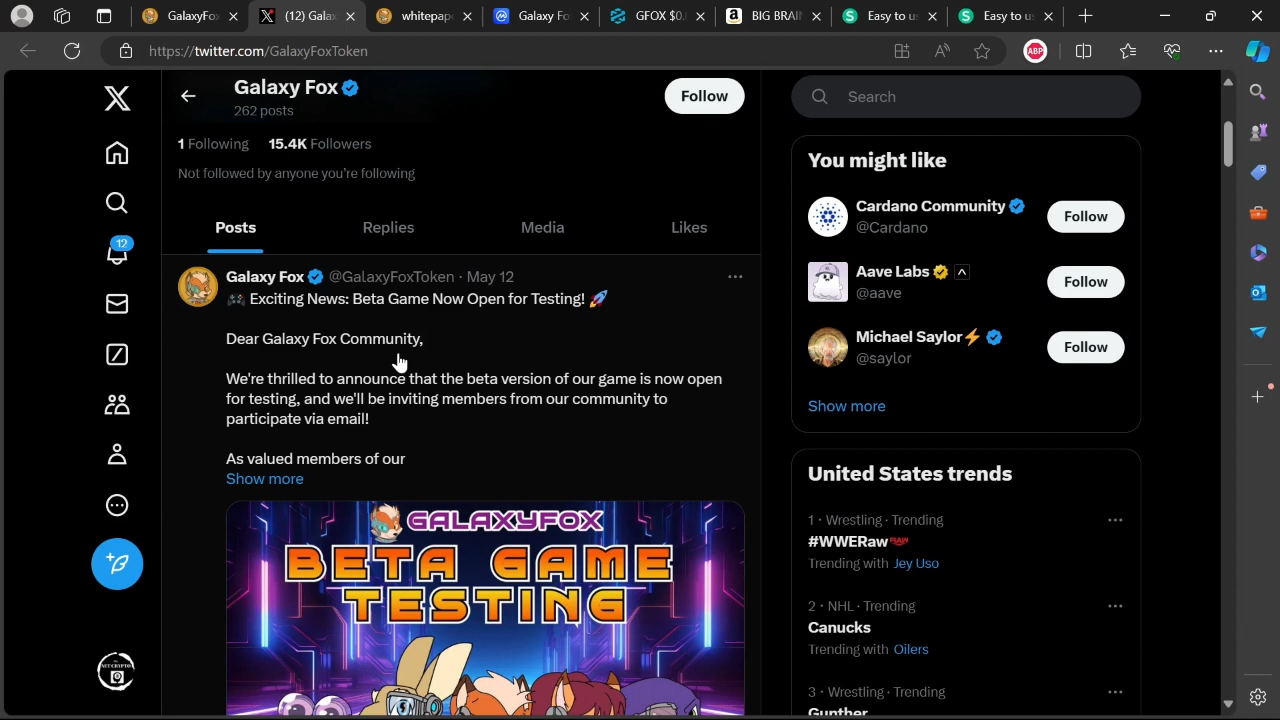 GalaxyFox
(12) Gala
whitepap
Galaxy Fo
GFOX $0.
BIG BRAIN
Easy to u
Easy to u
https://twitter.com/GalaxyFoxToken
ABP
Galaxy Fox
262 posts
Follow
Search
1 Following 15.4K Followers
Not followed by anyone you're following
You might like
Cardano Community
@Cardano
Follow
Posts Replies Media Likes
12
Galaxy Fox @GalaxyFoxToken · May 12
Exciting News: Beta Game Now Open for Testing!
Dear Galaxy Fox Community,
We're thrilled to announce that the beta version of our game is now open
for testing, and we'll be inviting members from our community to
participate via email!
As valued members of our
Show more
GALAXYFOX
BETA GAME
TESTING
Aave Labs
@aave
Follow
Michael Saylor
@saylor
Follow
Show more
United States trends
1 · Wrestling · Trending
#WWERaw
Trending with Jey Uso
2 · NHL · Trending
Canucks
Trending with Oilers
3 · Wrestling · Trending
Gunther